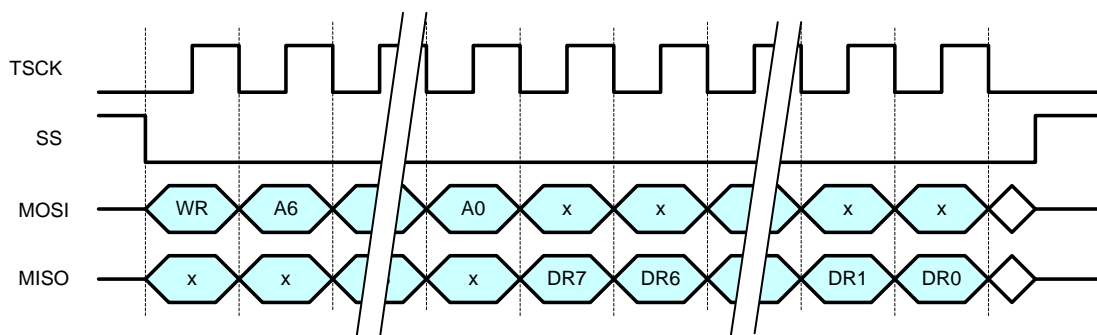 TSCK
SS
MOSI WR A6 A0 x x x x
MISO x x x DR7 DR6 DR1 DR0